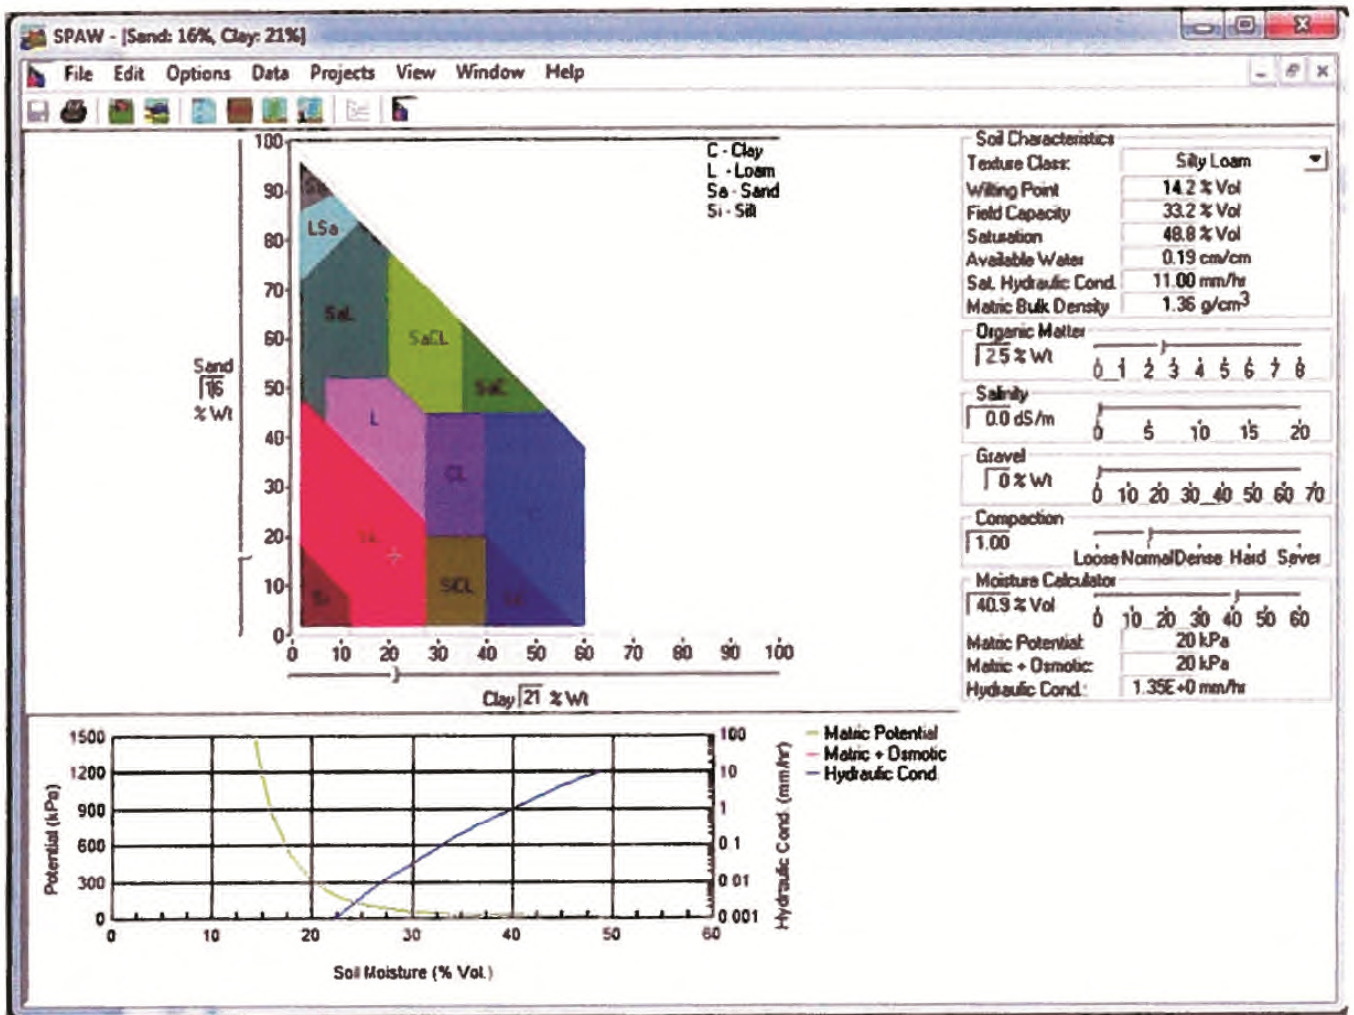 SPAW - [Sand: 16%, Clay: 21%]
File Edit Options Data Projects View Window Help
C - Clay
L - Loam
Sa - Sand
Si - Silt
100
90
80
70
60
50
40
30
20
10
0
LSa
SaL
SaCL
SaC
L
CL
SiCL
Si
Sand
16
% Wt
0 10 20 30 40 50 60 70 80 90 100
Clay 21 % Wt
Soil Characteristics
Texture Class: Silty Loam
Wilting Point 14.2 % Vol
Field Capacity 33.2 % Vol
Saturation 48.8 % Vol
Available Water 0.19 cm/cm
Sat. Hydraulic Cond. 11.00 mm/hr
Matric Bulk Density 1.36 g/cm3
Organic Matter
2.5 % Wt
0 1 2 3 4 5 6 7 8
Salinity
0.0 dS/m
0 5 10 15 20
Gravel
0 % Wt
0 10 20 30 40 50 60 70
Compaction
1.00
Loose Normal Dense Hard Sever
Moisture Calculator
40.9 % Vol
0 10 20 30 40 50 60
Matric Potential: 20 kPa
Matric + Osmotic: 20 kPa
Hydraulic Cond.: 1.35E+0 mm/hr
Potential (kPa)
1500
1200
900
600
300
0
0 10 20 30 40 50 60
Soil Moisture (% Vol.)
100
10
1
0.1
0.01
0.001
Hydraulic Cond. (mm/hr)
Matric Potential
Matric + Osmotic
Hydraulic Cond.